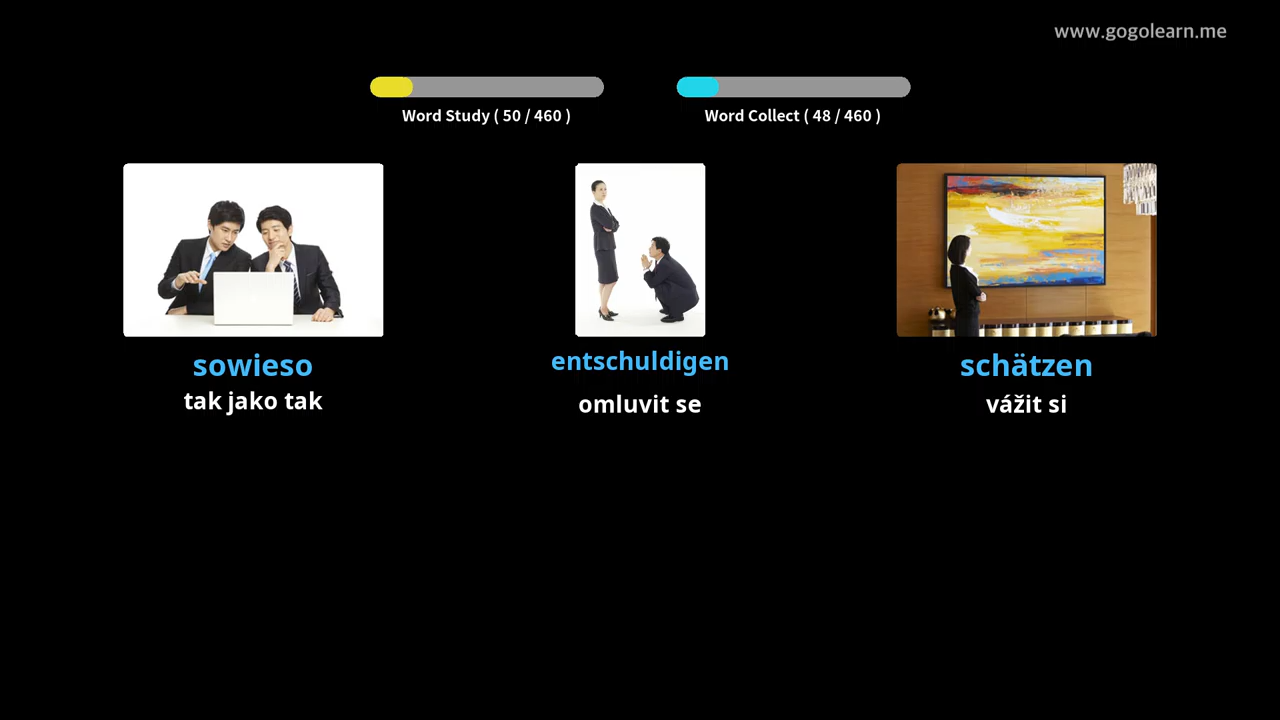 www.gogolearn.me
Word Study ( 50 / 460 )
Word Collect ( 48 / 460 )
sowieso
tak jako tak
entschuldigen
omluvit se
schätzen
vážit si